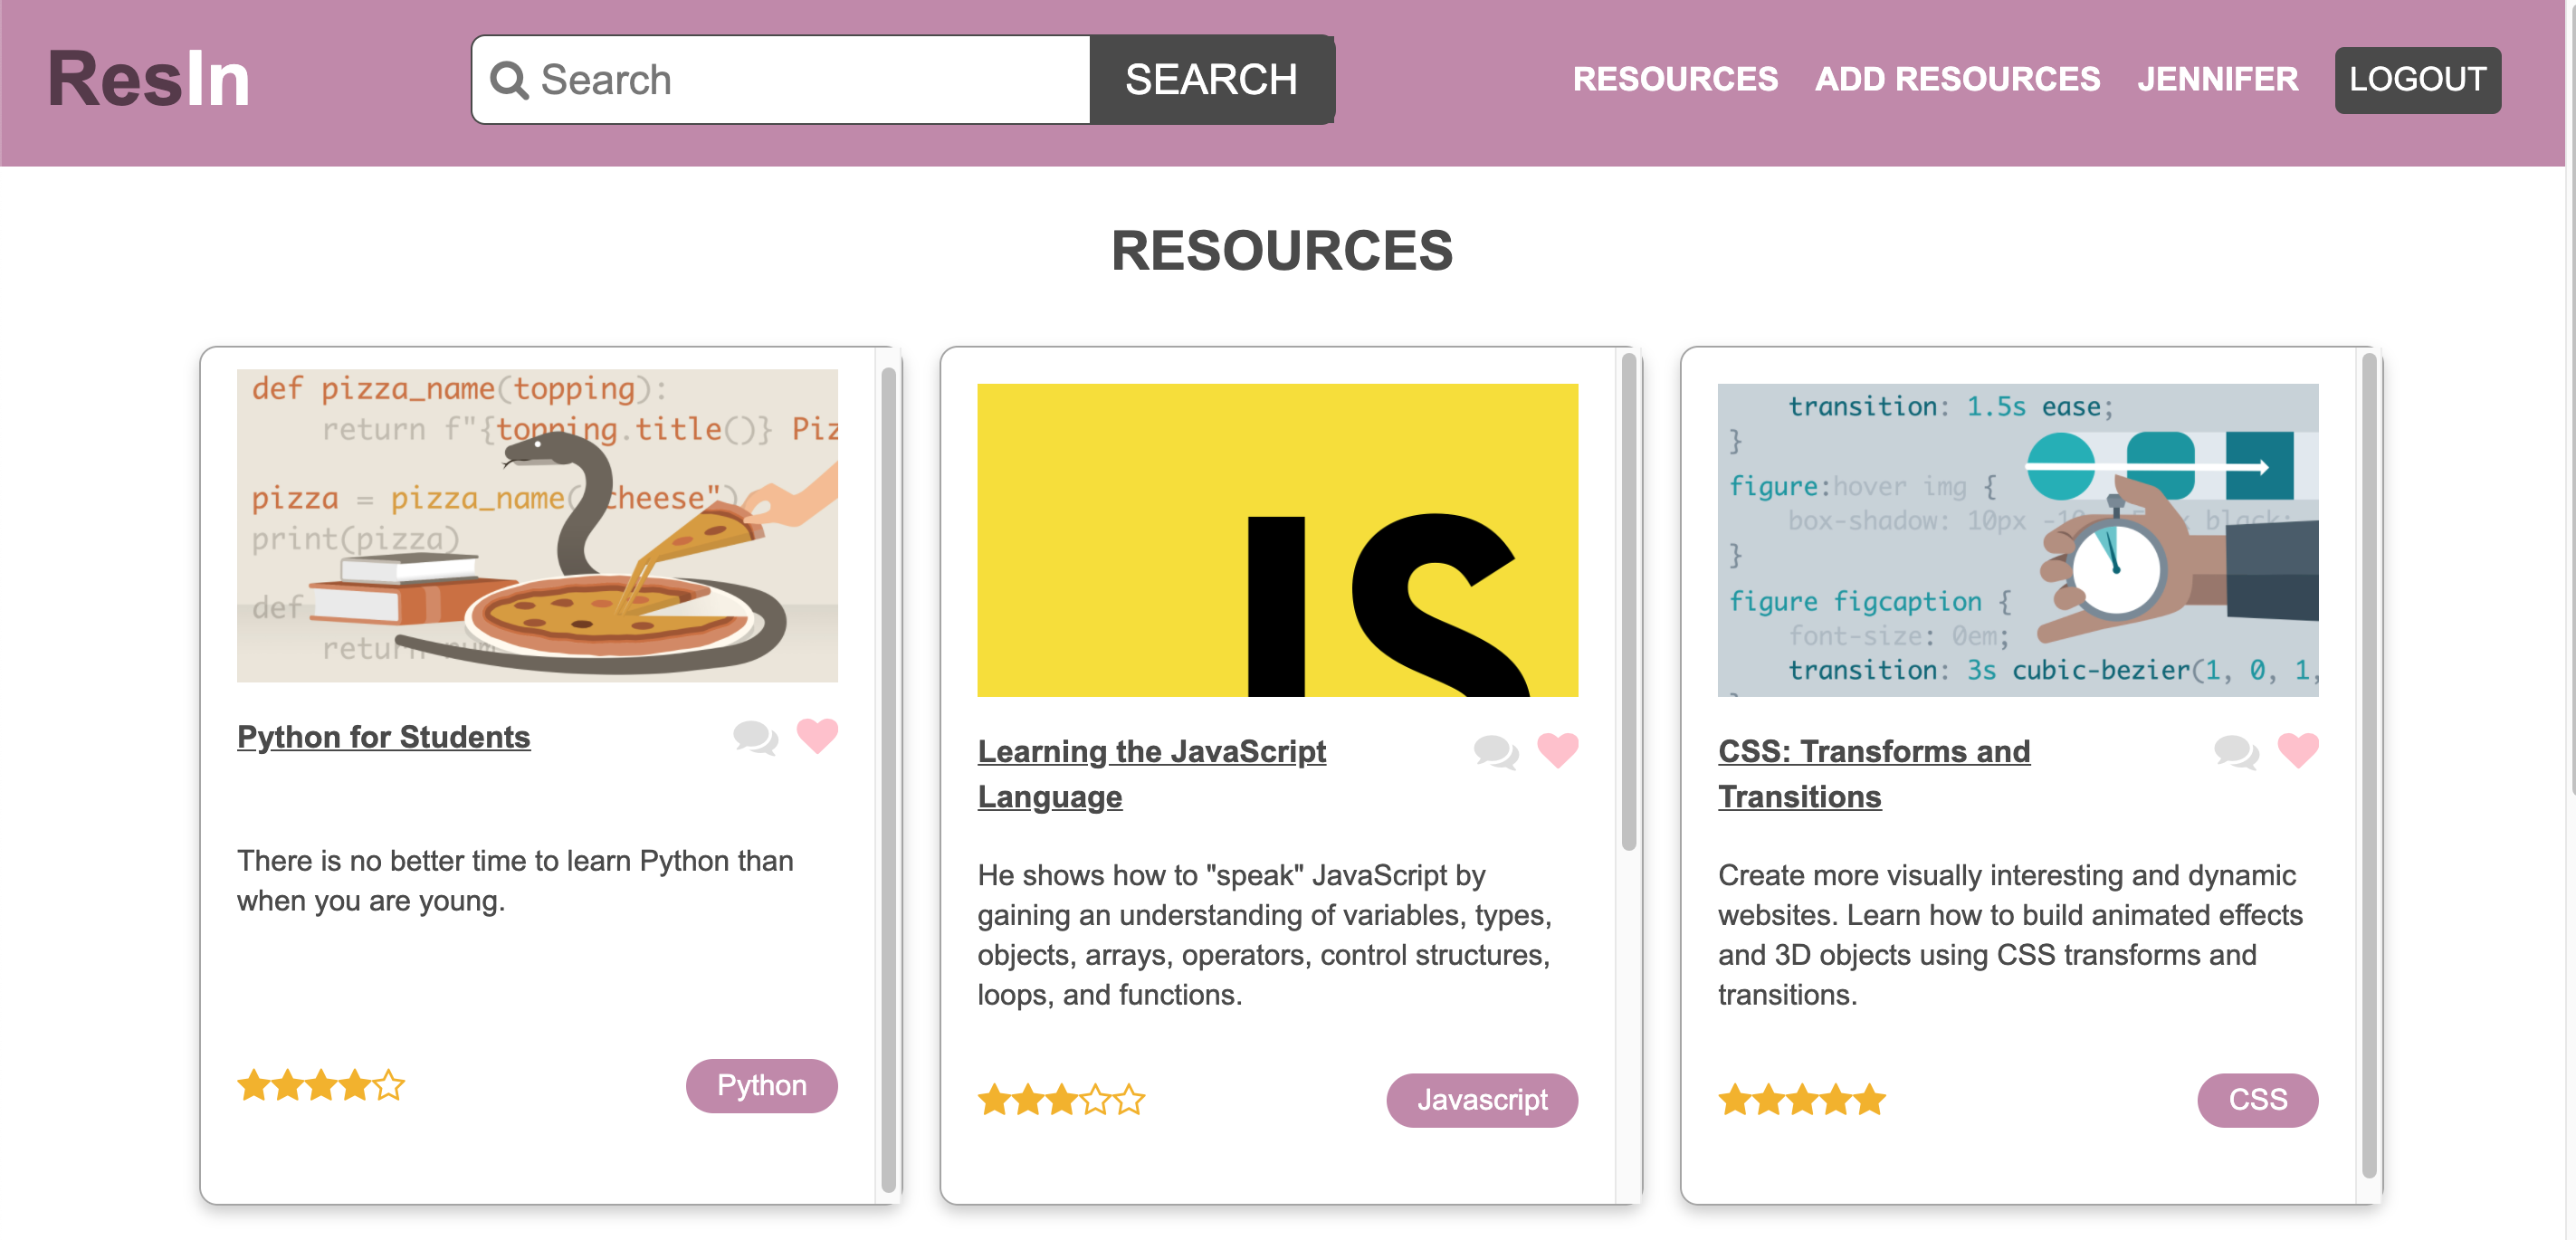 ResIn
Search
SEARCH
RESOURCES
ADD RESOURCES
JENNIFER
LOGOUT
RESOURCES
def pizza_name(topping):
return f"{topping.title()} Piz
pizza = pizza_name( cheese")
print(pizza)
def
return
Python for Students
There is no better time to learn Python than
when you are young.
Python
JS
Learning the JavaScript
Language
He shows how to "speak" JavaScript by
gaining an understanding of variables, types,
objects, arrays, operators, control structures,
loops, and functions.
Javascript
transition: 1.5s ease;
}
figure:hover img {
box-shadow: 10px black;
}
figure figcaption {
font-size: 0em;
transition: 3s cubic-bezier(1, 0, 1,
CSS: Transforms and
Transitions
Create more visually interesting and dynamic
websites. Learn how to build animated effects
and 3D objects using CSS transforms and
transitions.
CSS